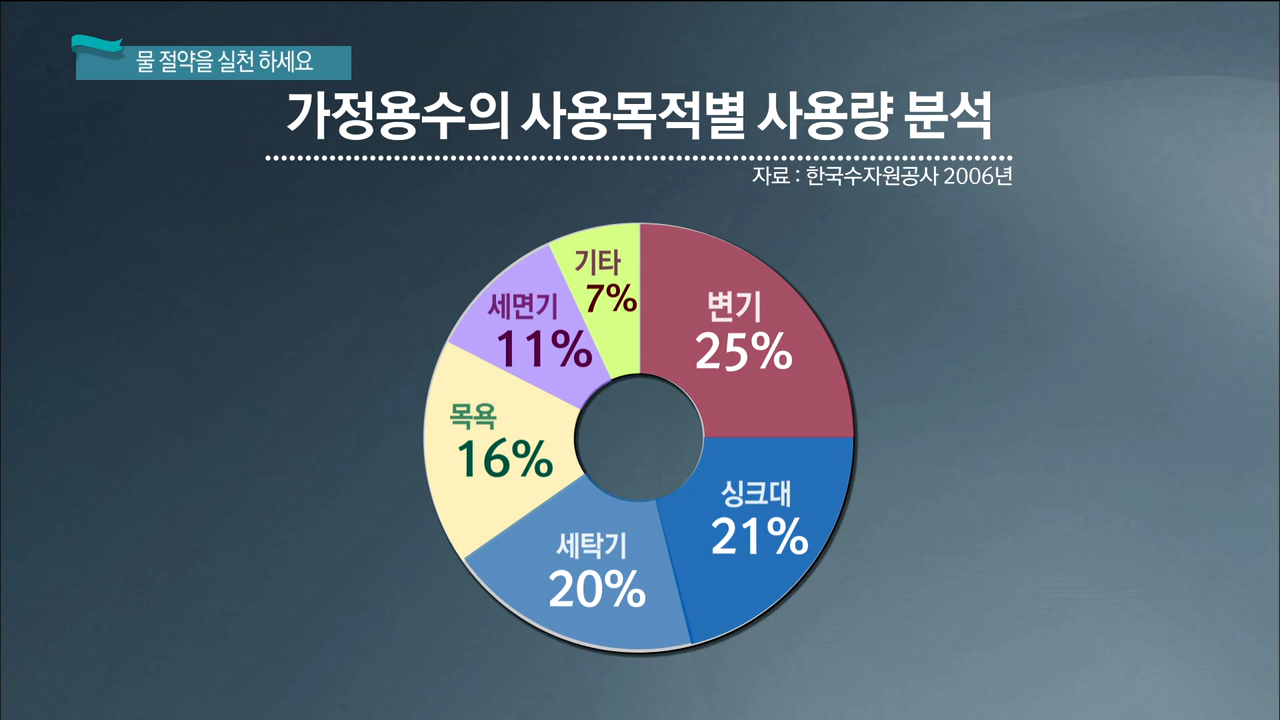 물 절약을 실천 하세요
가정용수의 사용목적별 사용량 분석
자료 : 한국수자원공사 2006년
기타
7%
변기
25%
세면기
11%
목욕
16%
싱크대
21%
세탁기
20%